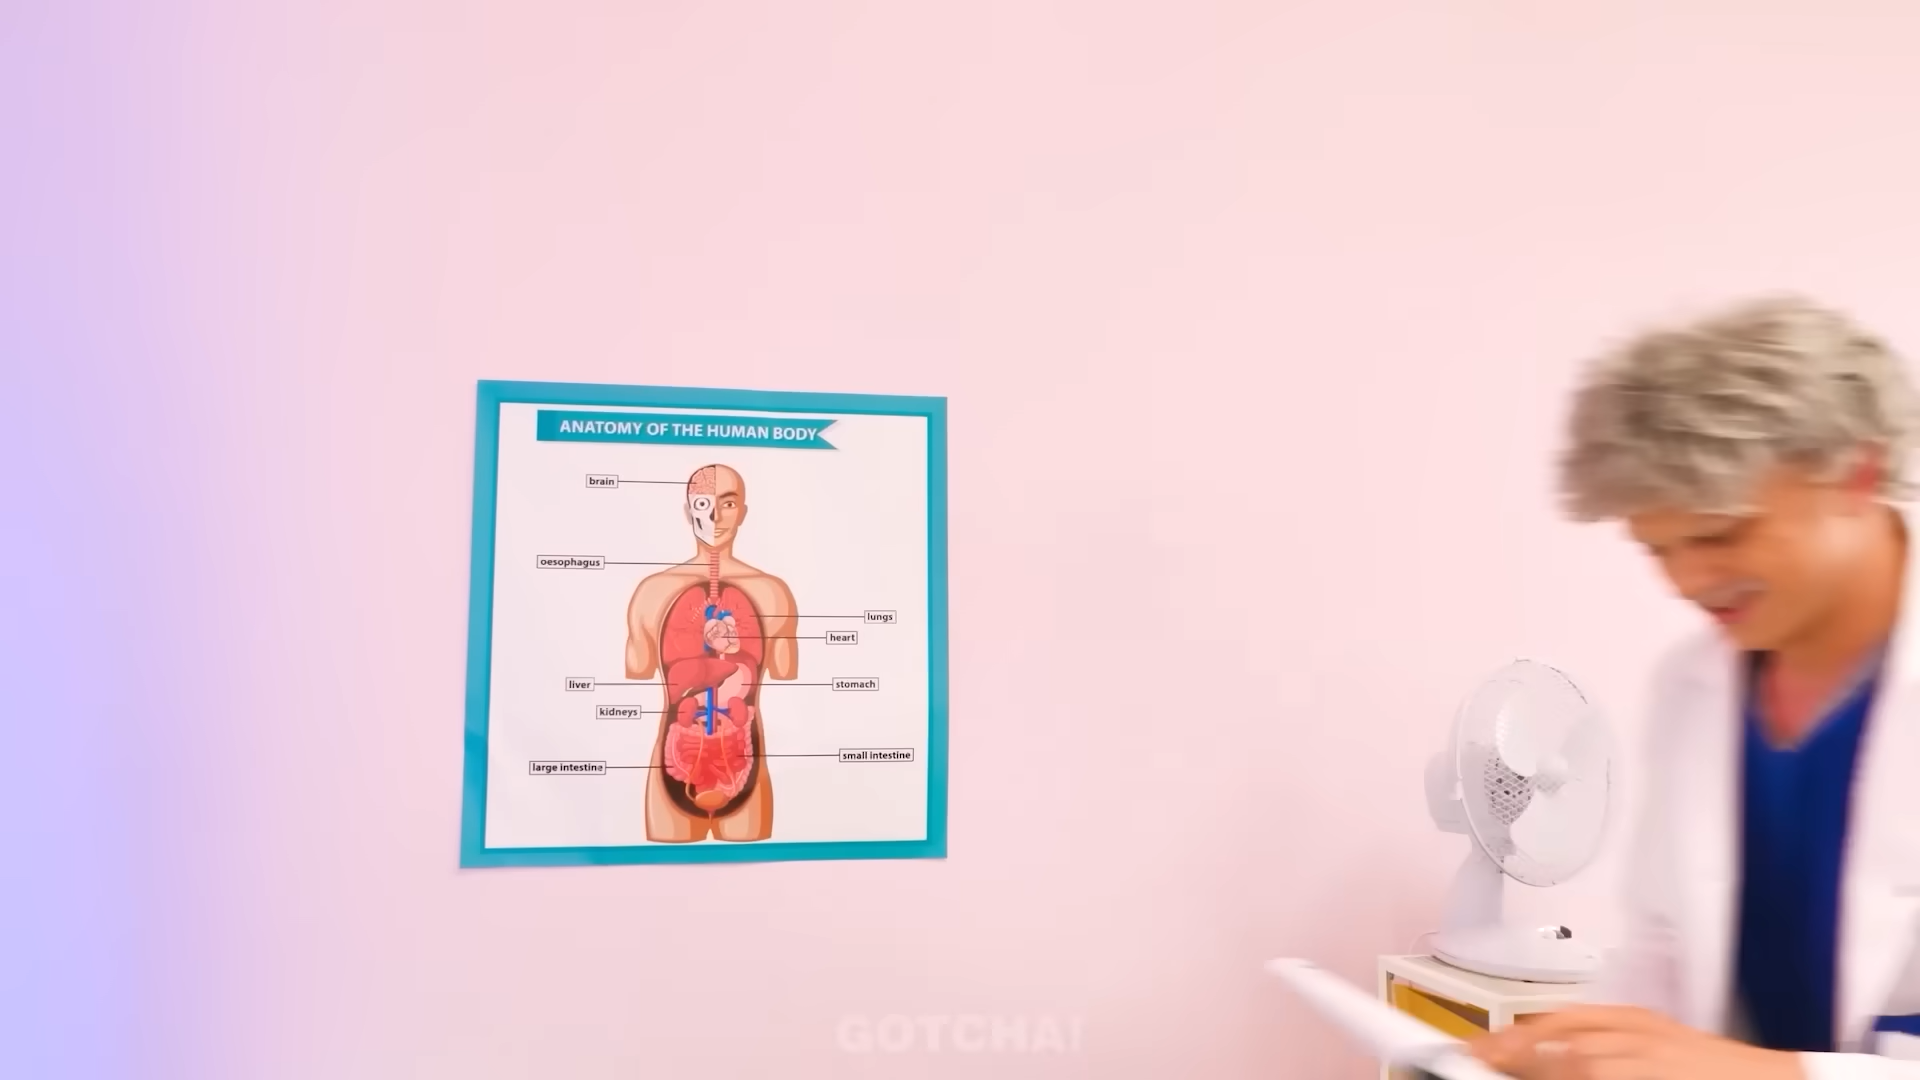 ANATOMY OF THE HUMAN BODY
brain
oesophagus
lungs
heart
liver
stomach
kidneys
small intestine
large intestine
GOTCHA!